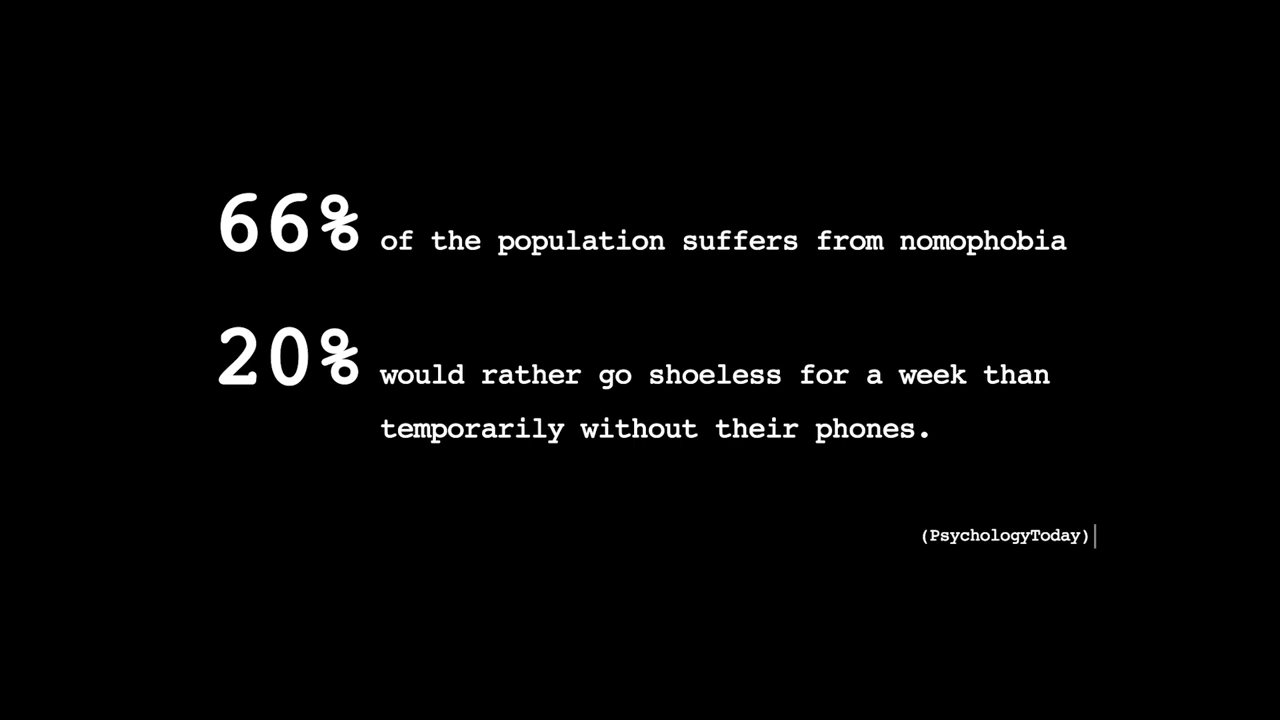 66% of the population suffers from nomophobia
20% would rather go shoeless for a week than
temporarily without their phones.
(PsychologyToday)